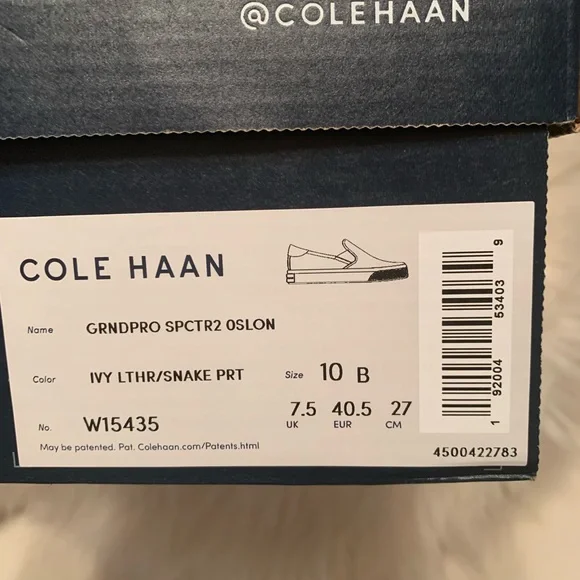 @COLEHAAN
COLE HAAN
Name GRNDPRO SPCTR2 0SLON
Color IVY LTHR/SNAKE PRT Size 10 B
No. W15435 7.5 UK 40.5 EUR 27 CM
May be patented. Pat. Colehaan.com/Patents.html
1 92004 53403 9
4500422783